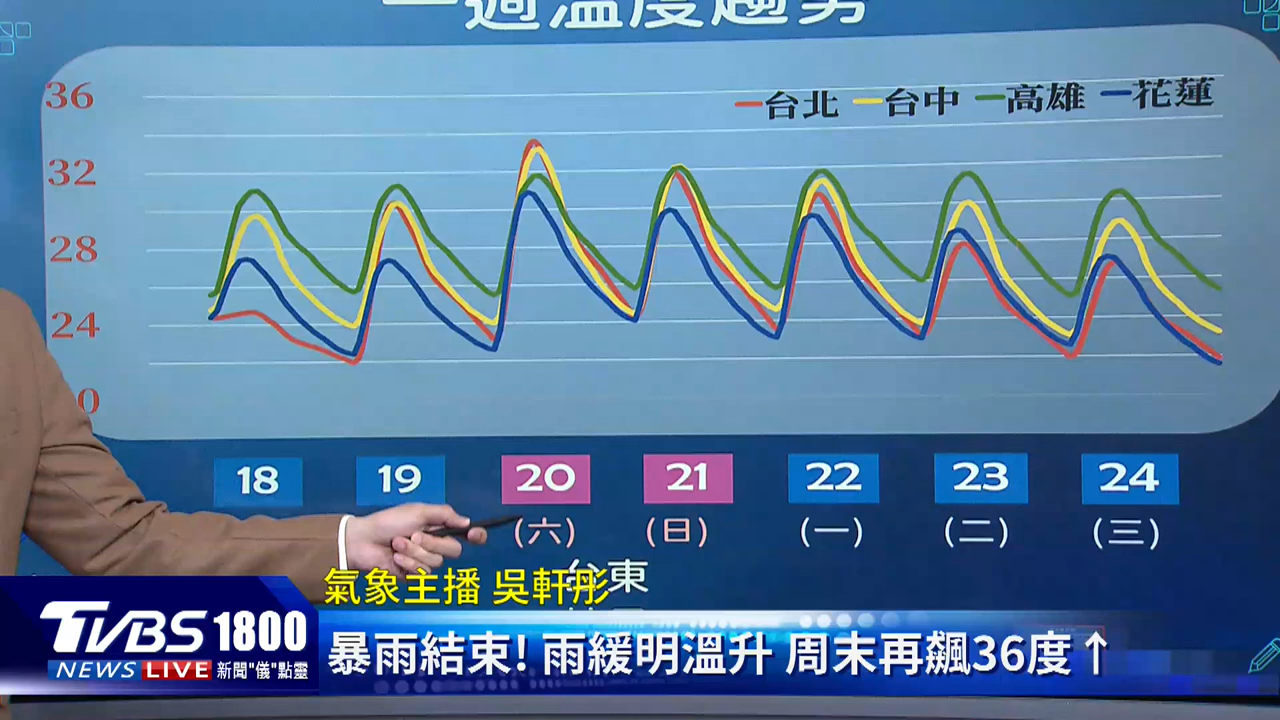 一週溫度趨勢
36
台北 台中 高雄 花蓮
32
28
24
0
18 19 20 21 22 23 24
(六) (日) (一) (二) (三)
台東
氣象主播 吳軒彤
TVBS 1800
NEWS LIVE 新聞"儀"點靈
暴雨結束! 雨緩明溫升 周末再飆36度↑